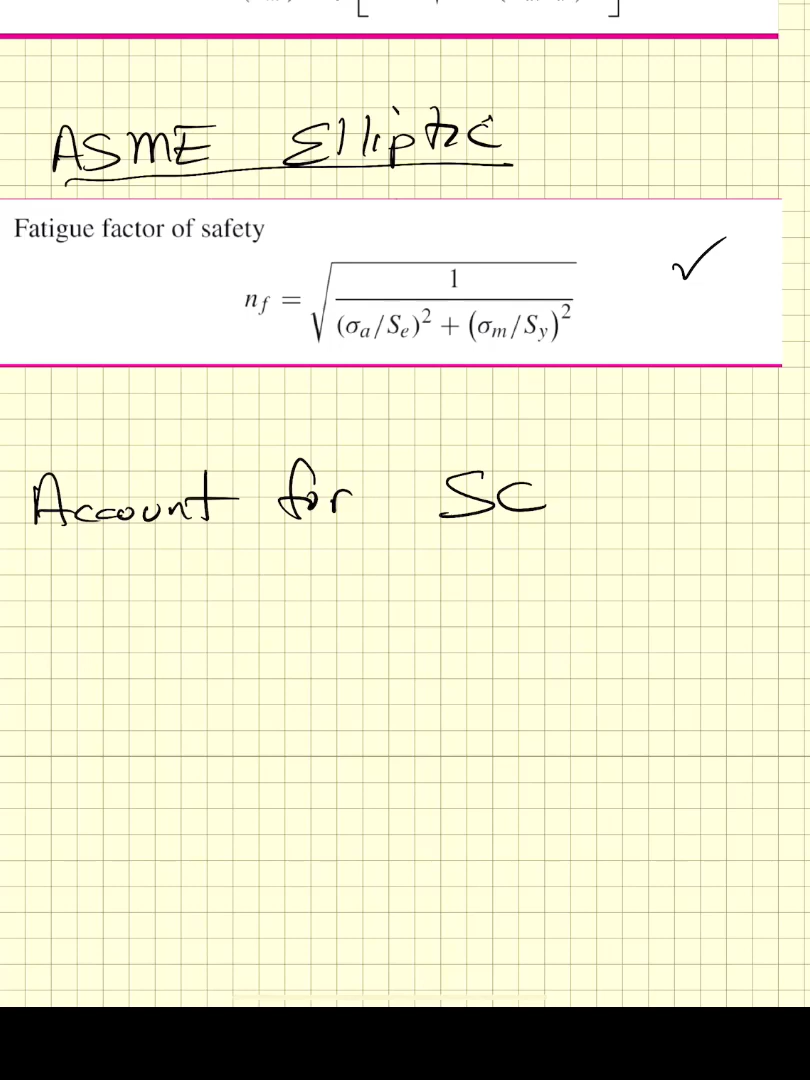 ASME Elliptic
Fatigue factor of safety
n_f = √(1 / ((σ_a/S_e)² + (σ_m/S_y)²))
Account for SC